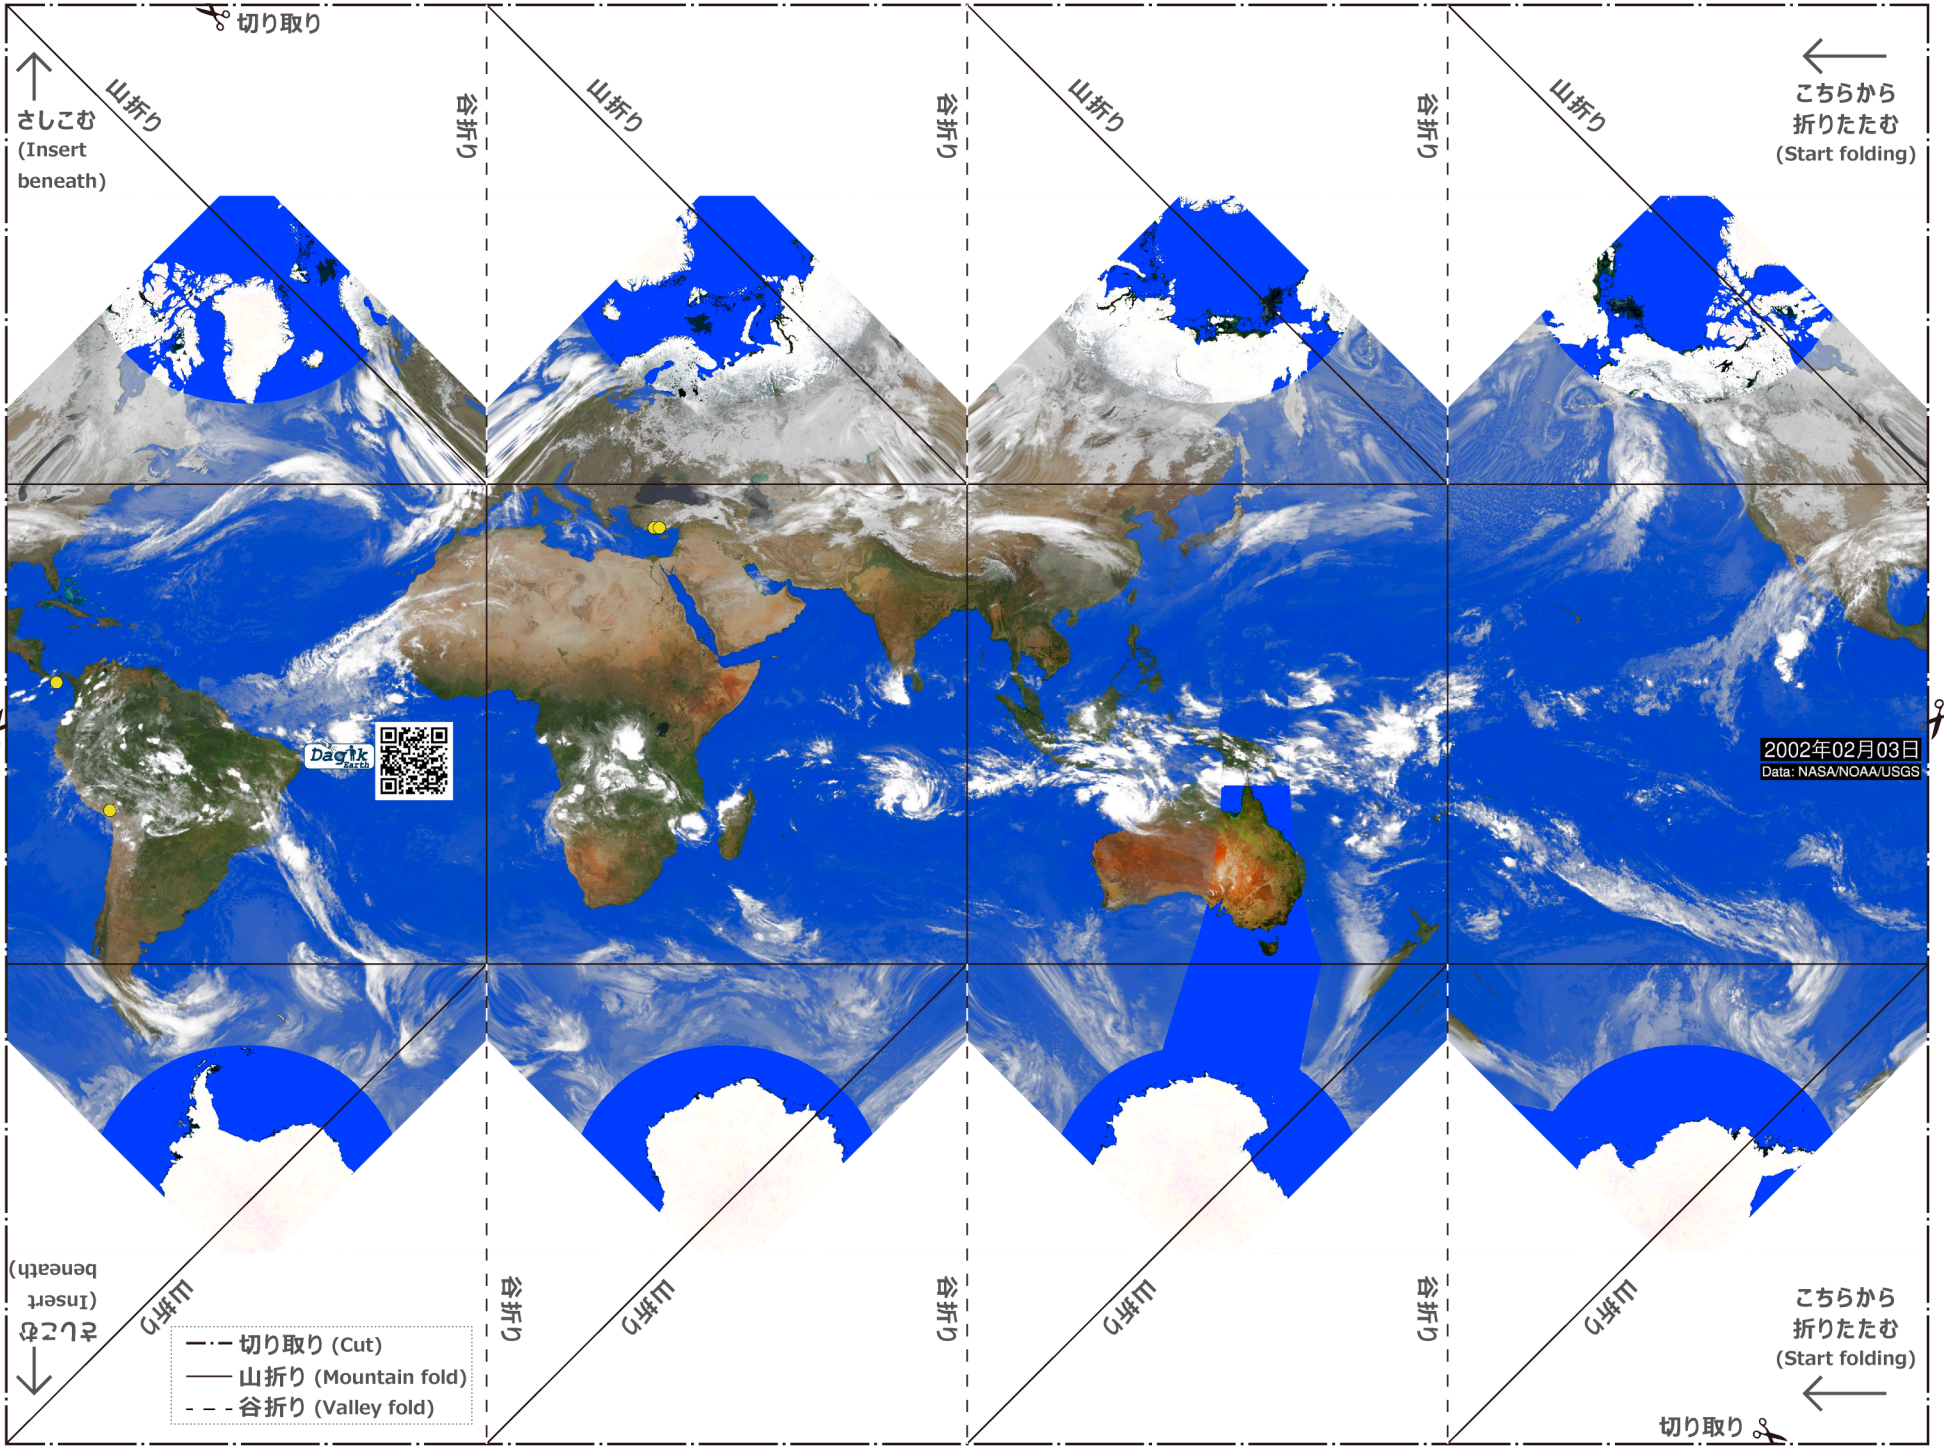 切り取り
山折り
谷折り
山折り
谷折り
山折り
谷折り
山折り
さしこむ
(Insert
beneath)
こちらから
折りたたむ
(Start folding)
Dagik
Earth
2002年02月03日
Data: NASA/NOAA/USGS
さしこむ
(Insert
beneath)
山折り
谷折り
山折り
谷折り
山折り
谷折り
山折り
こちらから
折りたたむ
(Start folding)
切り取り (Cut)
山折り (Mountain fold)
谷折り (Valley fold)
切り取り